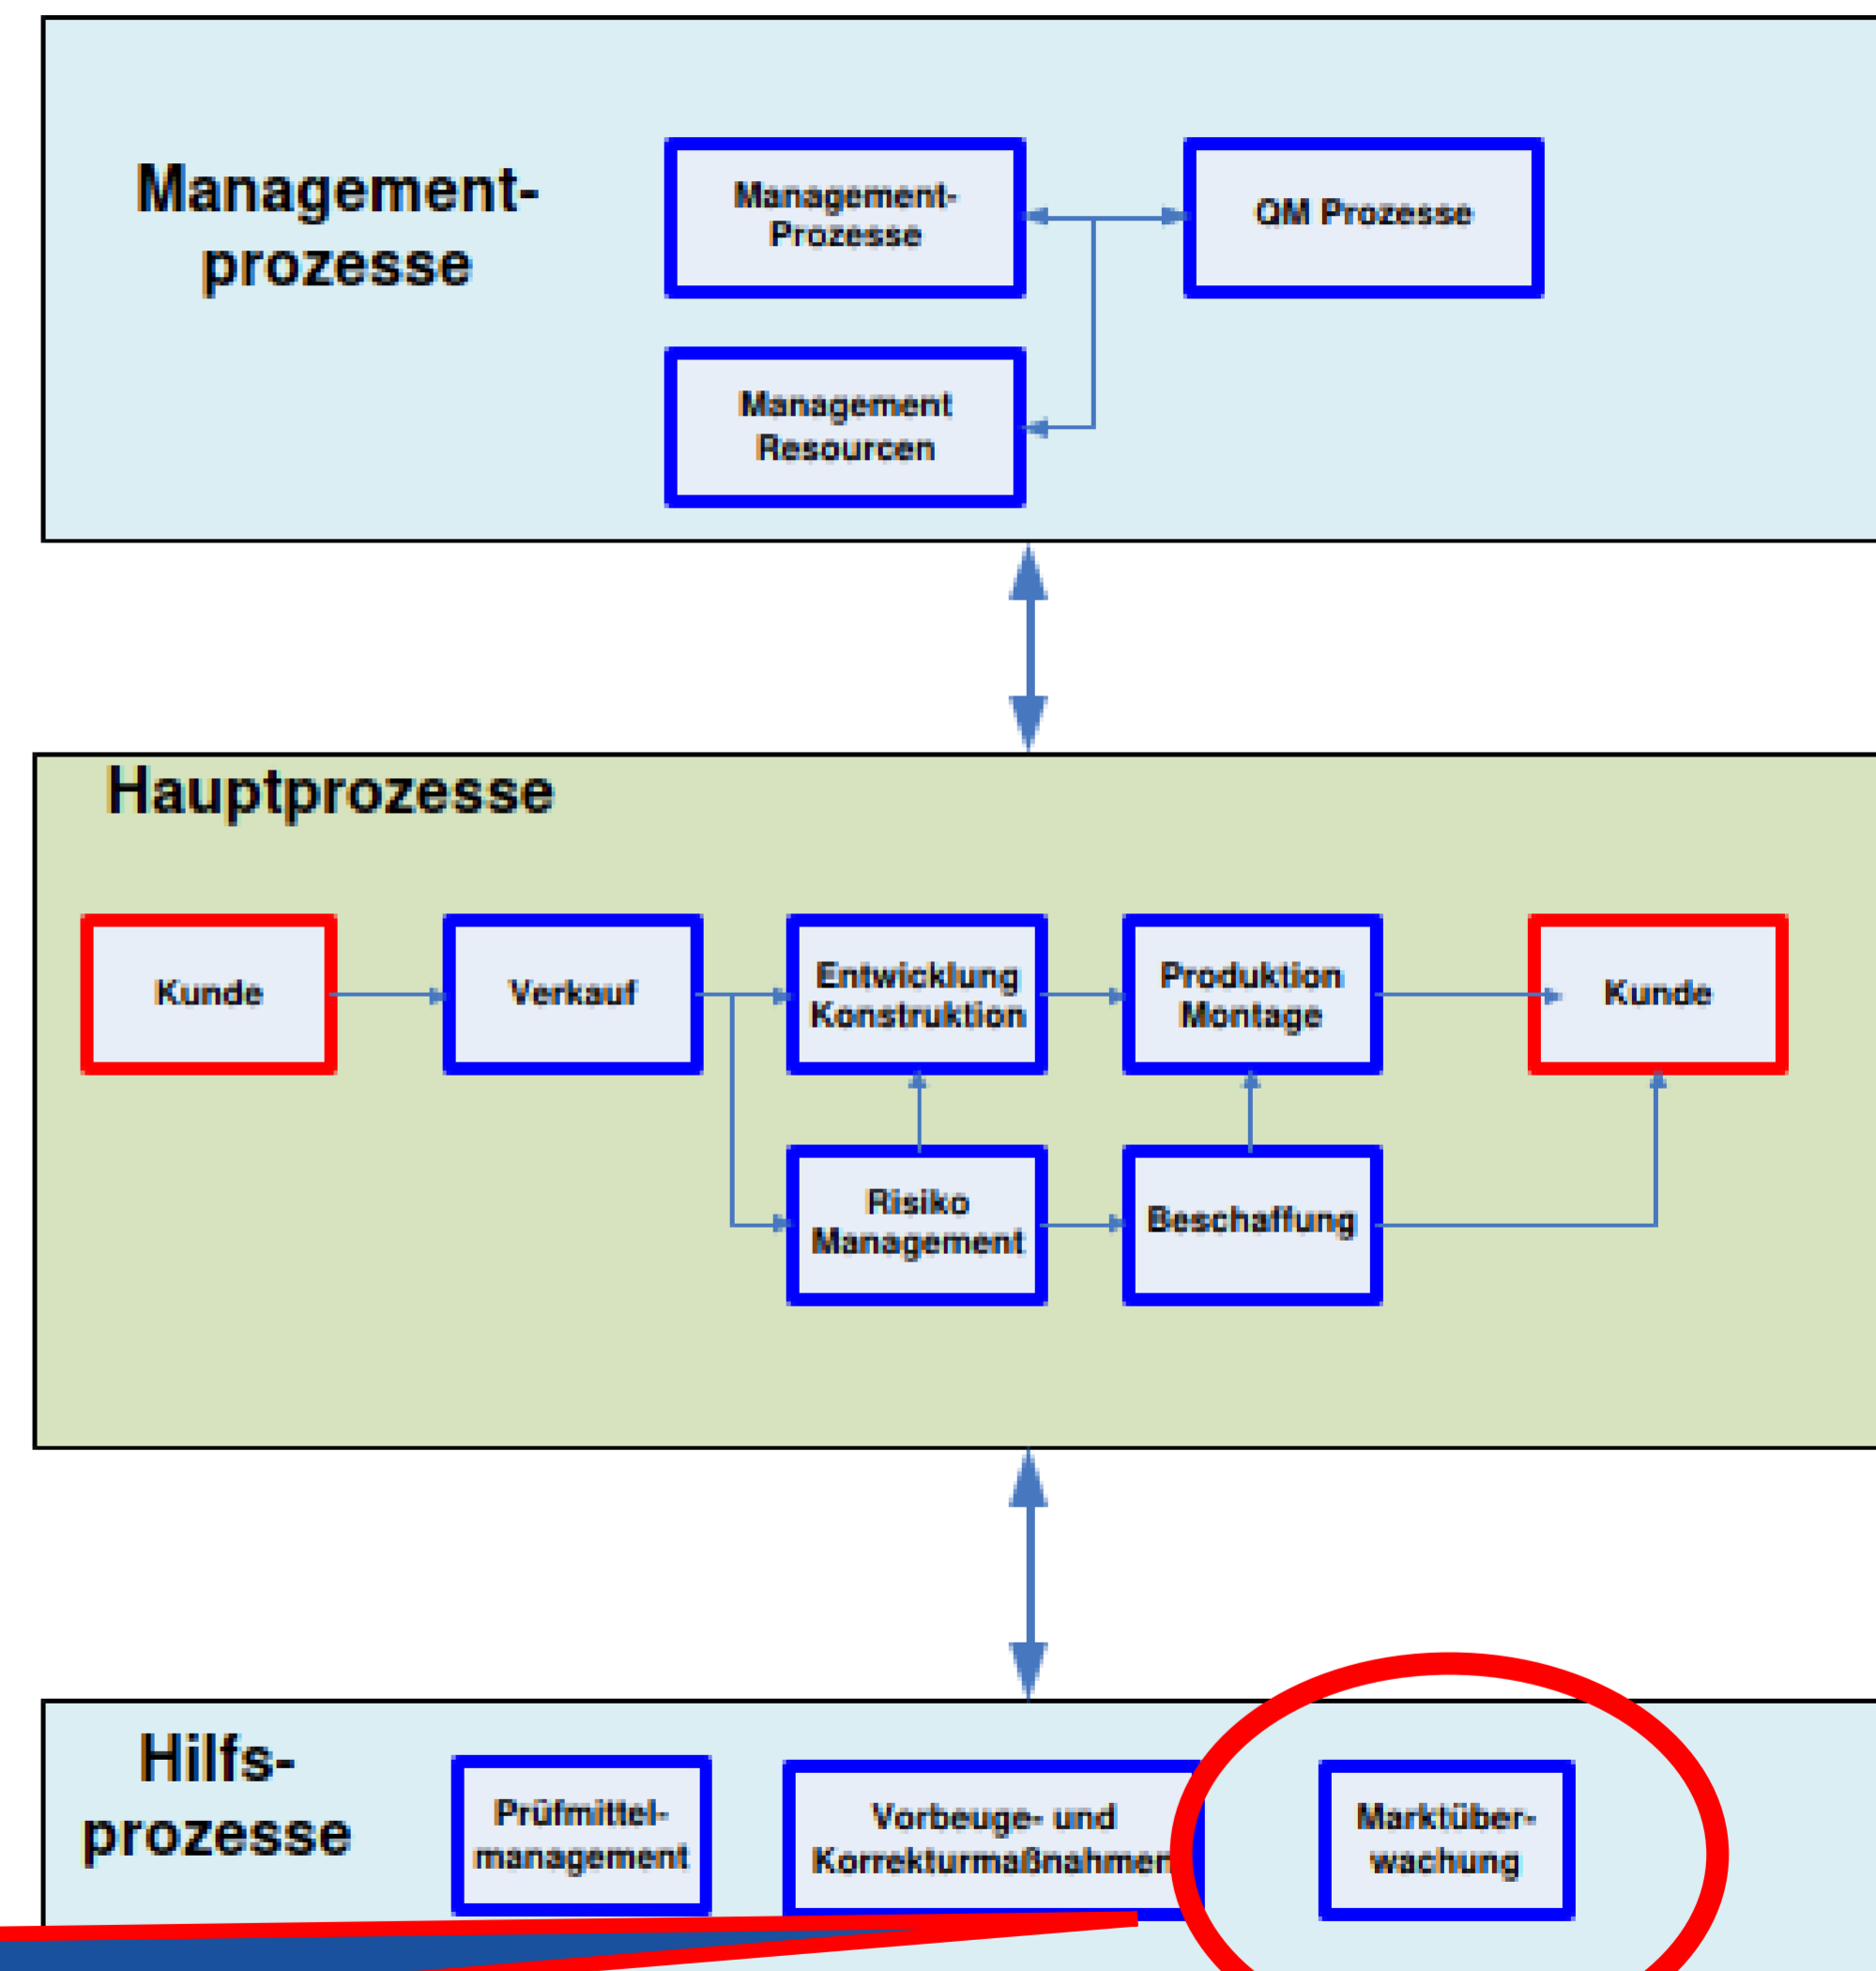 Management-
prozesse
Management-
Prozesse
QM Prozesse
Management
Resourcen
Hauptprozesse
Kunde
Verkauf
Entwicklung
Konstruktion
Produktion
Montage
Kunde
Risiko
Management
Beschaffung
Hilfs-
prozesse
Prüfmittel-
management
Vorbeuge- und
Korrekturmaßnahmen
Marktüber-
wachung